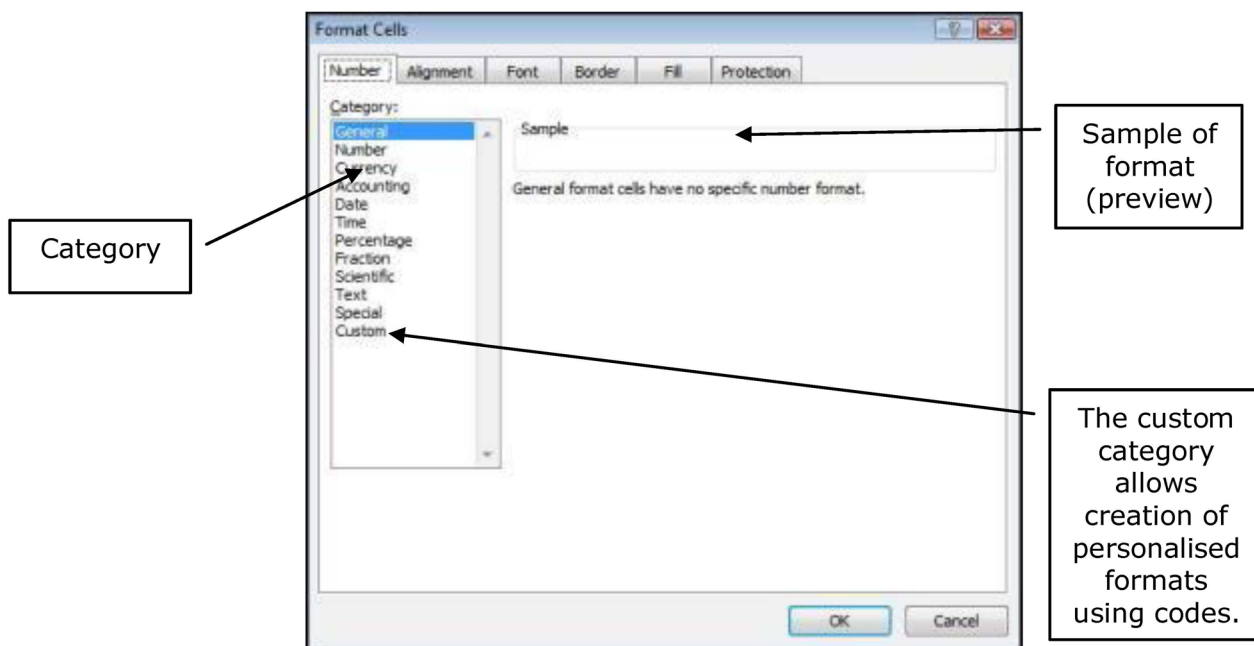 Format Cells
Number Alignment Font Border Fill Protection
Category:
General
Number
Currency
Accounting
Date
Time
Percentage
Fraction
Scientific
Text
Special
Custom
Sample
General format cells have no specific number format.
OK Cancel
Category
Sample of
format
(preview)
The custom
category
allows
creation of
personalised
formats
using codes.